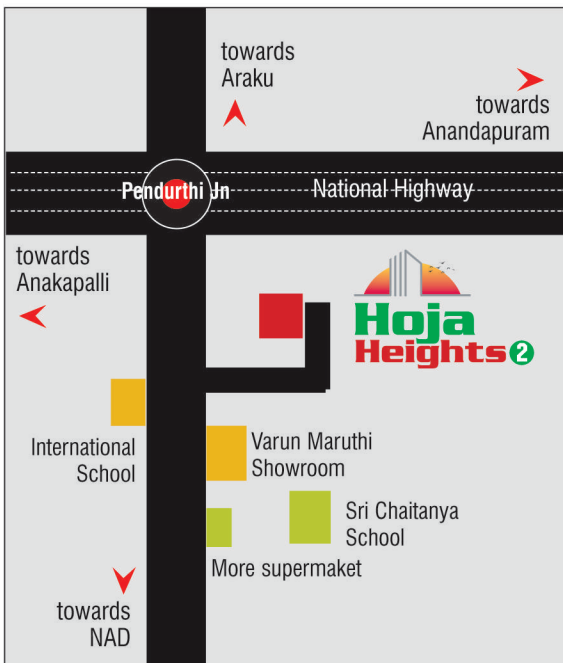 towards
Araku
towards
Anandapuram
Pendurthi Jn
National Highway
towards
Anakapalli
Hoja
Heights 2
International
School
Varun Maruthi
Showroom
Sri Chaitanya
School
More supermaket
towards
NAD